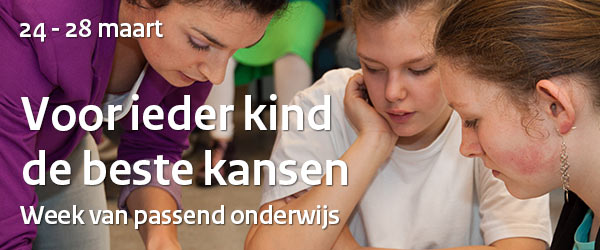 24 - 28 maart
Voor ieder kind
de beste kansen
Week van passend onderwijs